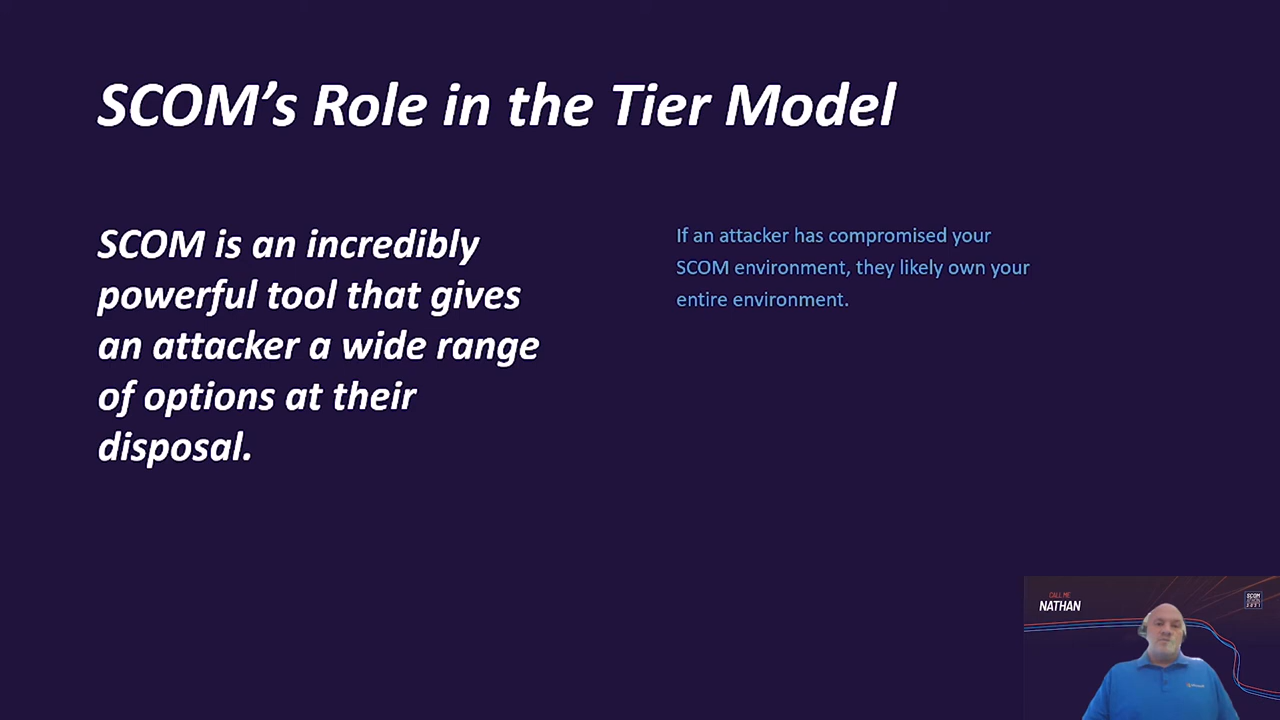 SCOM's Role in the Tier Model
SCOM is an incredibly
powerful tool that gives
an attacker a wide range
of options at their
disposal.
If an attacker has compromised your
SCOM environment, they likely own your
entire environment.
CALL ME
NATHAN
SCOM